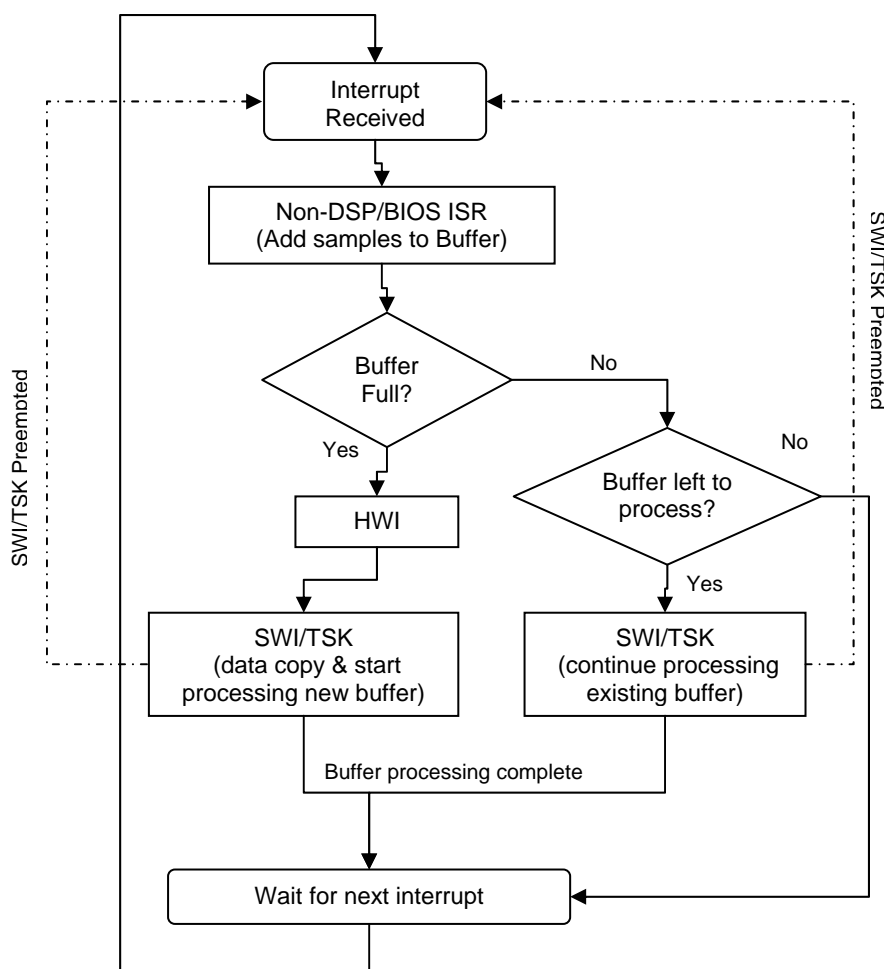 Interrupt
Received
Non-DSP/BIOS ISR
(Add samples to Buffer)
Buffer
Full?
No
Yes
HWI
Buffer left to
process?
No
Yes
SWI/TSK
(data copy & start
processing new buffer)
SWI/TSK
(continue processing
existing buffer)
SWI/TSK Preempted
SWI/TSK Preempted
Buffer processing complete
Wait for next interrupt